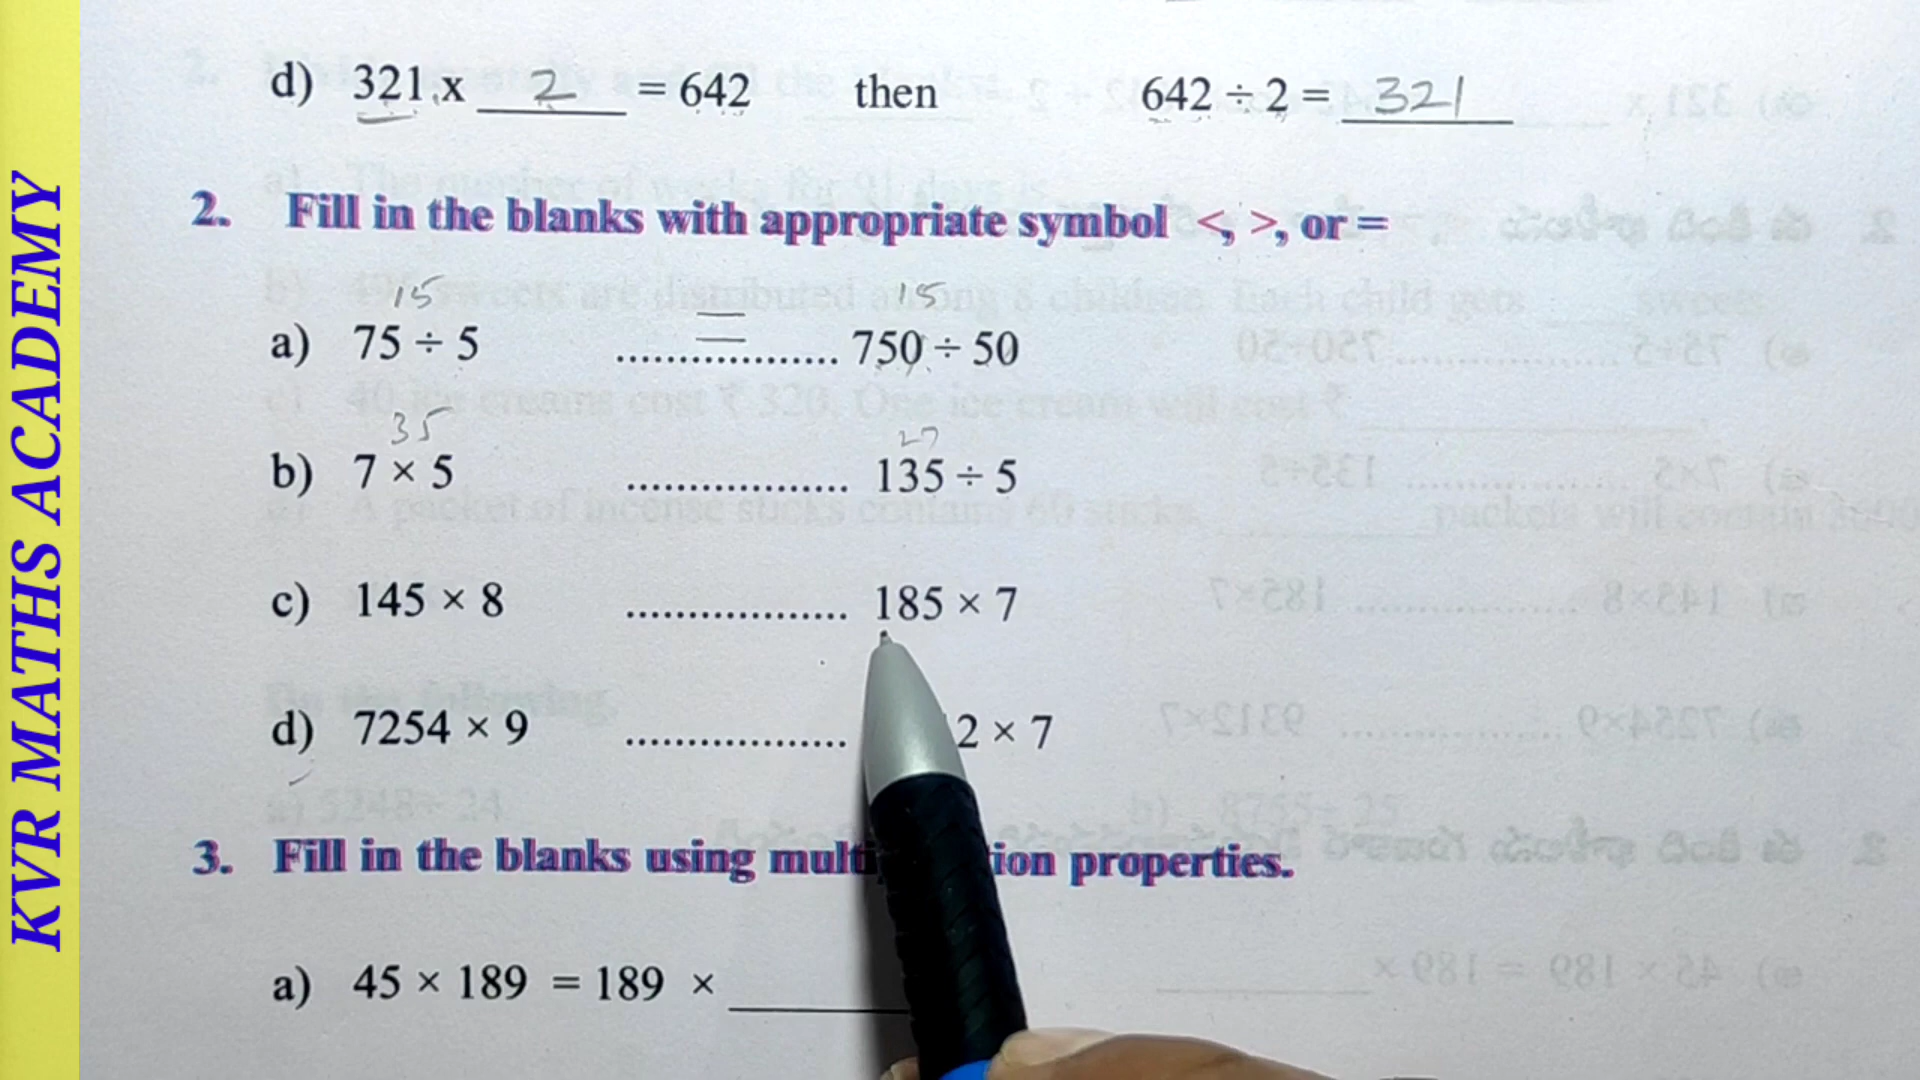 KVR MATHS ACADEMY
d) 321 x 2 = 642 then 642 ÷ 2 = 321
2. Fill in the blanks with appropriate symbol <, >, or =
15 15
a) 75 ÷ 5 .................. = 750 ÷ 50
35 27
b) 7 × 5 .................. 135 ÷ 5
c) 145 × 8 .................. 185 × 7
d) 7254 × 9 .................. 2 × 7
3. Fill in the blanks using properties.
a) 45 × 189 = 189 × ________